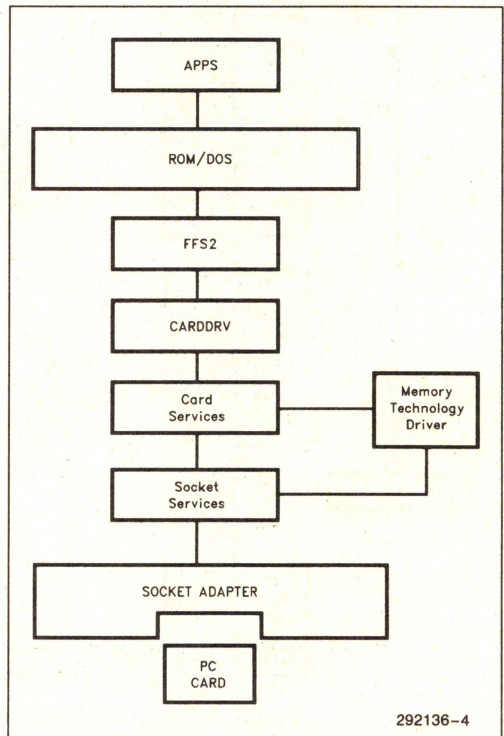 APPS
ROM/DOS
FFS2
CARDDRV
Card
Services
Memory
Technology
Driver
Socket
Services
SOCKET ADAPTER
PC
CARD
292136-4